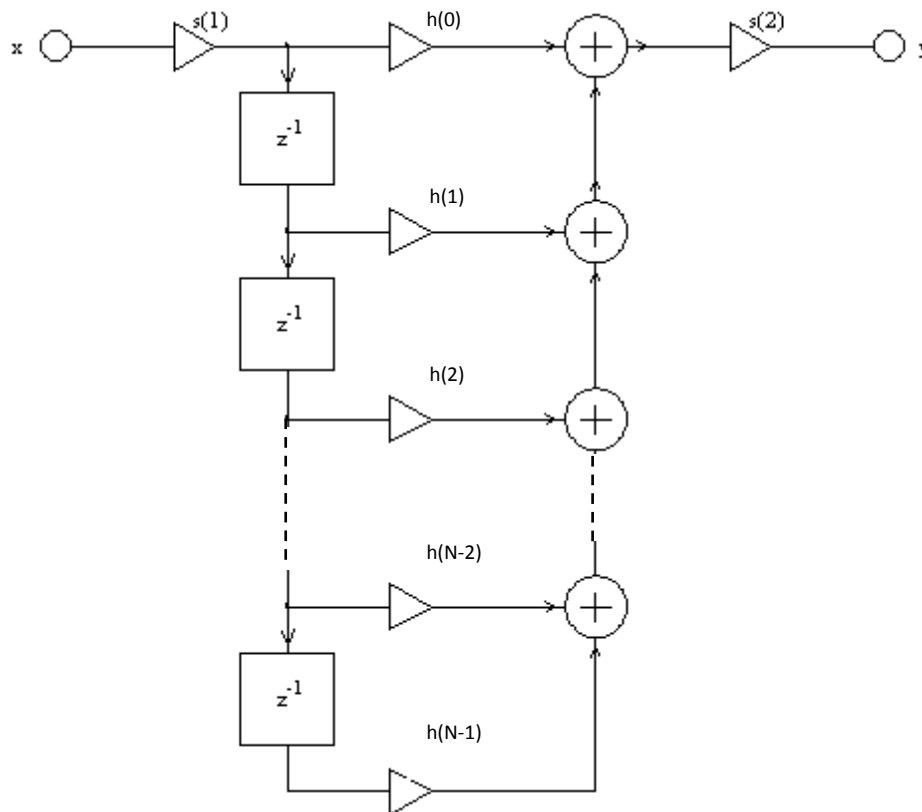 s(1)
h(0)
s(2)
x
y
z⁻¹
h(1)
z⁻¹
h(2)
h(N-2)
z⁻¹
h(N-1)